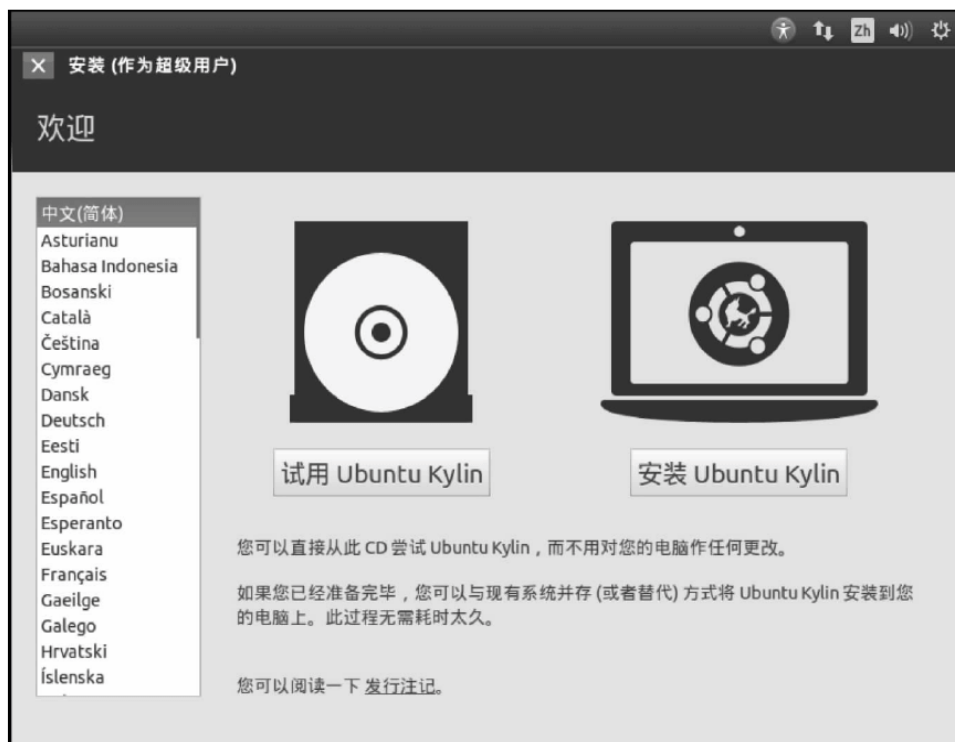 Zh
安装 (作为超级用户)
欢迎
中文(简体)
Asturianu
Bahasa Indonesia
Bosanski
Català
Čeština
Cymraeg
Dansk
Deutsch
Eesti
English
Español
Esperanto
Euskara
Français
Gaeilge
Galego
Hrvatski
Íslenska
试用 Ubuntu Kylin
安装 Ubuntu Kylin
您可以直接从此 CD 尝试 Ubuntu Kylin，而不用对您的电脑作任何更改。
如果您已经准备完毕，您可以与现有系统并存 (或者替代) 方式将 Ubuntu Kylin 安装到您
的电脑上。此过程无需耗时太久。
您可以阅读一下 发行注记。